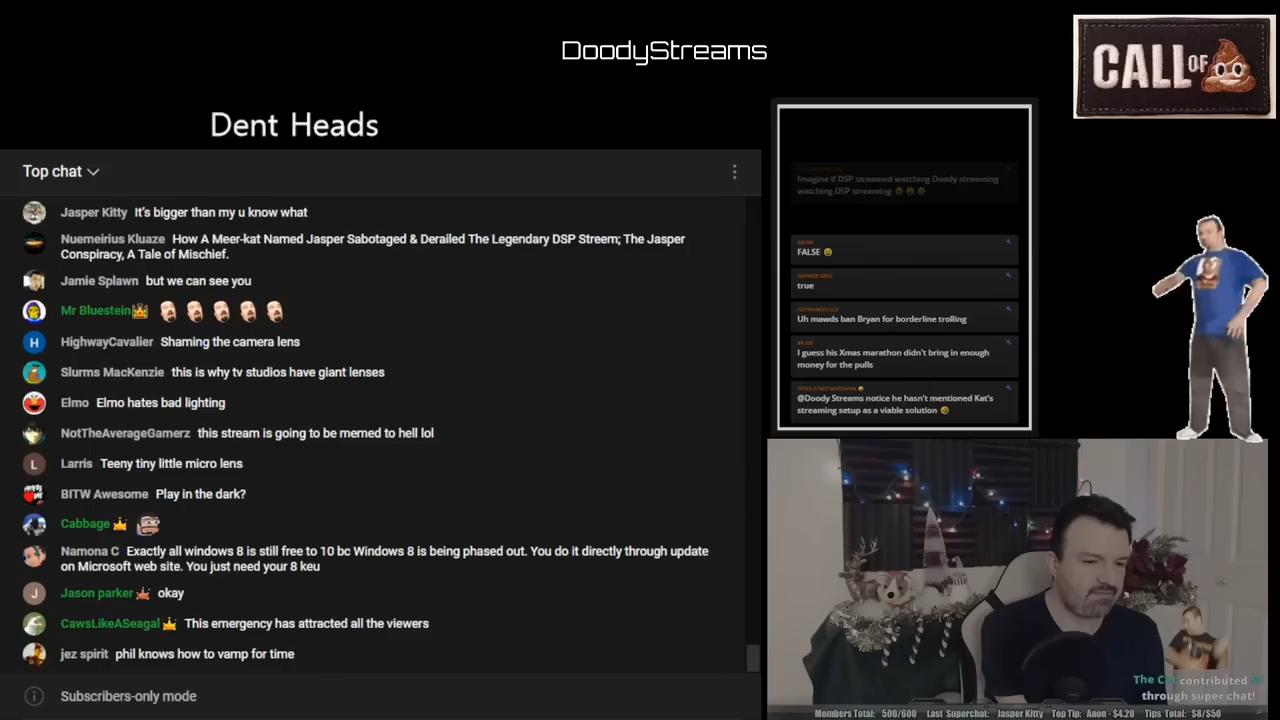 DoodyStreams
CALL OF
Dent Heads
Top chat
Jasper Kitty It's bigger than my u know what
Nuemeirius Kluaze How A Meer-kat Named Jasper Sabotaged & Derailed The Legendary DSP Streem; The Jasper
Conspiracy, A Tale of Mischief.
Jamie Splawn but we can see you
Mr Bluestein
HighwayCavalier Shaming the camera lens
Slurms MacKenzie this is why tv studios have giant lenses
Elmo Elmo hates bad lighting
NotTheAverageGamerz this stream is going to be memed to hell lol
Larris Teeny tiny little micro lens
BITW Awesome Play in the dark?
Cabbage
Namona C Exactly all windows 8 is still free to 10 bc Windows 8 is being phased out. You do it directly through update
on Microsoft web site. You just need your 8 keu
Jason parker okay
CawsLikeASeagal This emergency has attracted all the viewers
jez spirit phil knows how to vamp for time
Subscribers-only mode
Imagine if DSP streamed watching Doody streaming
watching DSP streaming
FALSE
true
Uh mawds ban Bryan for borderline trolling
I guess his Xmas marathon didn't bring in enough
money for the pulls
@Doody Streams notice he hasn't mentioned Kat's
streaming setup as a viable solution
contributed
through super chat!
Members Total: 500/600 Last Superchat: Jasper Kitty Top Tip: Anon - $4.20 Tips Total: $8/$50